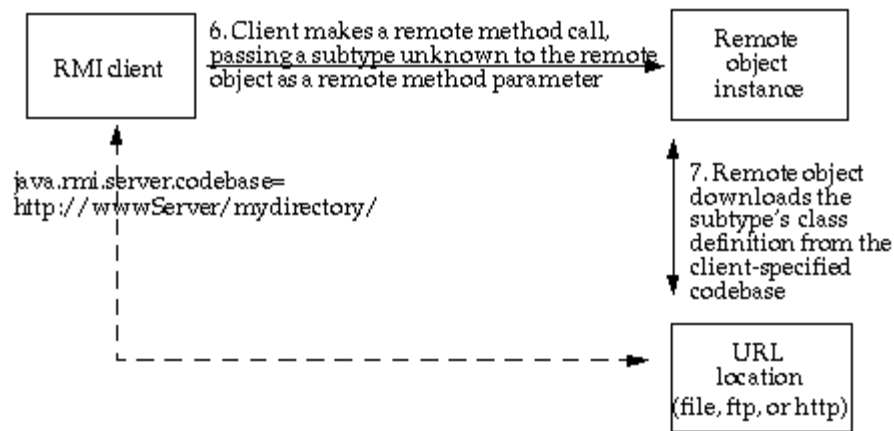 RMI client
6. Client makes a remote method call,
passing a subtype unknown to the remote
object as a remote method parameter
Remote
object
instance
java.rmi.server.codebase=
http://wwwServer/mydirectory/
7. Remote object
downloads the
subtype's class
definition from the
client-specified
codebase
URL
location
(file, ftp, or http)